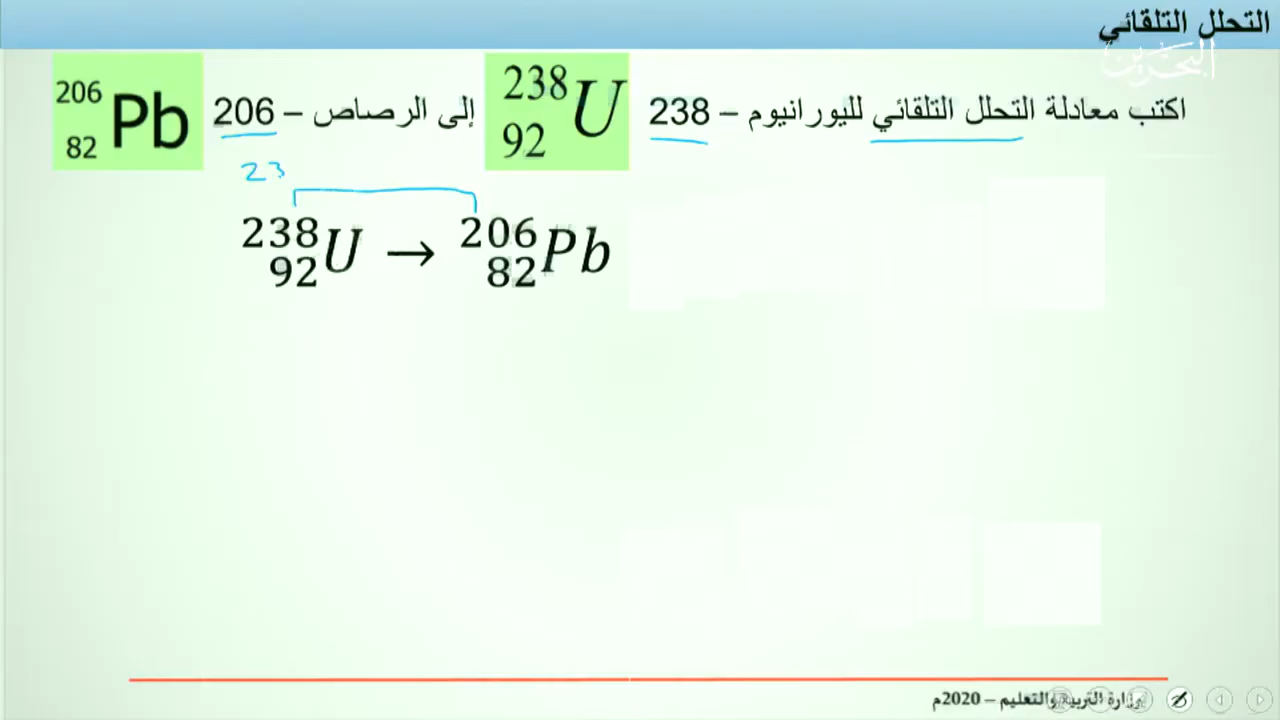 التحلل التلقائي
البحرين
اكتب معادلة التحلل التلقائي لليورانيوم – 238 ²³⁸₉₂U إلى الرصاص – 206 ²⁰⁶₈₂Pb
23
²³⁸₉₂U → ²⁰⁶₈₂Pb
وزارة التربية والتعليم – 2020م